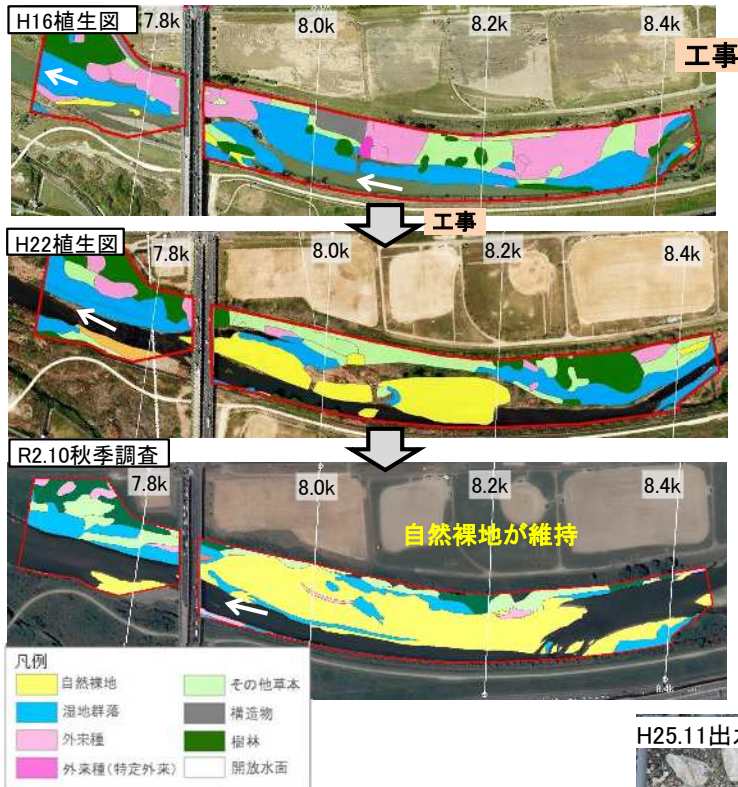 H16植生図
7.8k
8.0k
8.2k
8.4k
工事
工事
H22植生図
7.8k
8.0k
8.2k
8.4k
R2.10秋季調査
7.8k
8.0k
8.2k
8.4k
自然裸地が維持
8.4k
凡例
自然裸地
その他草本
湿地群落
構造物
外来種
樹林
外来種(特定外来)
開放水面
H25.11出